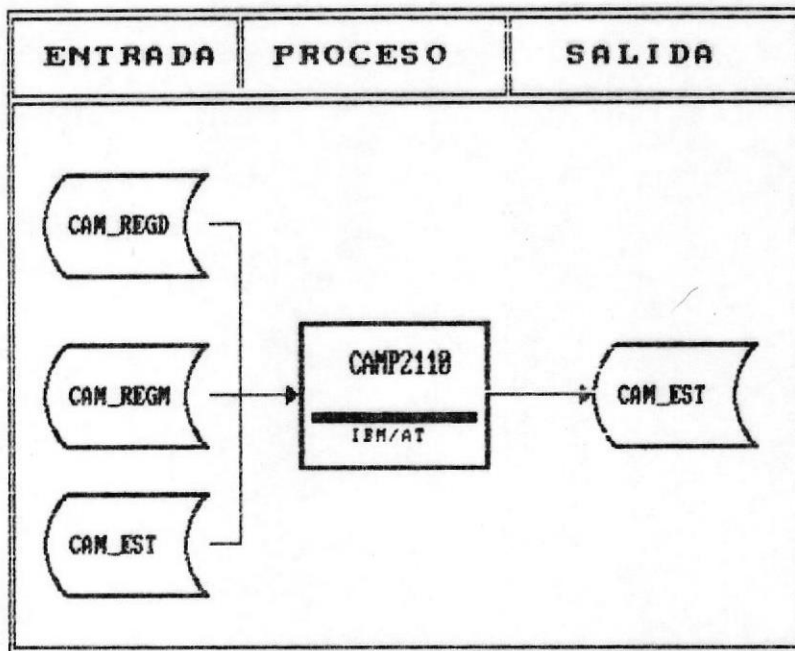 ENTRADA PROCESO SALIDA
CAM_REGD
CAM_REGM
CAM_EST
CAMP2110
IBM/AT
CAM_EST